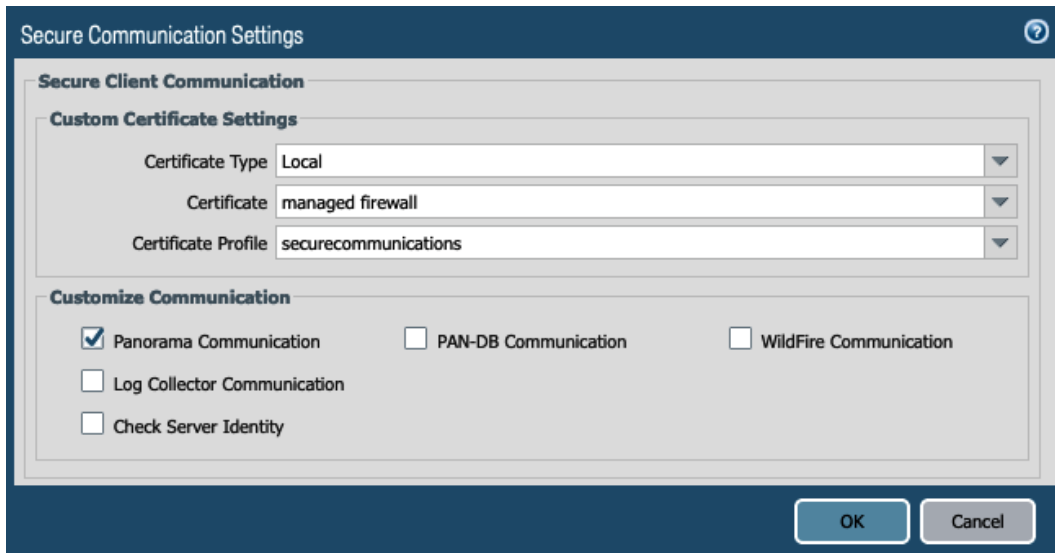 Secure Communication Settings
Secure Client Communication
Custom Certificate Settings
Certificate Type Local
Certificate managed firewall
Certificate Profile securecommunications
Customize Communication
Panorama Communication PAN-DB Communication WildFire Communication
Log Collector Communication
Check Server Identity
OK Cancel